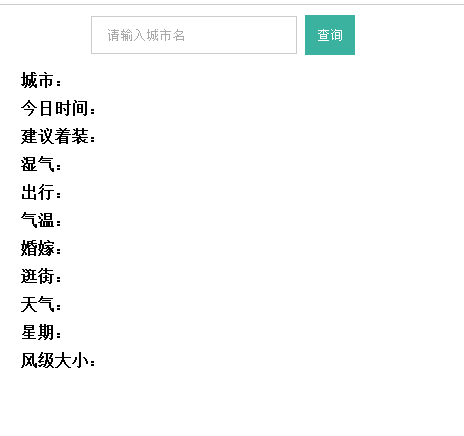 请输入城市名 查询
城市：
今日时间：
建议着装：
湿气：
出行：
气温：
婚嫁：
逛街：
天气：
星期：
风级大小：